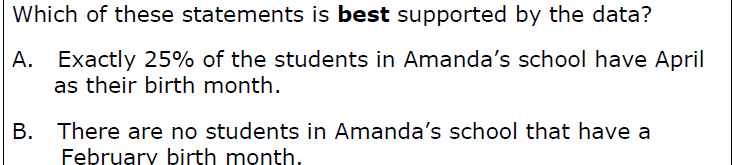 Which of these statements is best supported by the data?
A. Exactly 25% of the students in Amanda’s school have April
as their birth month.
B. There are no students in Amanda’s school that have a
February birth month.